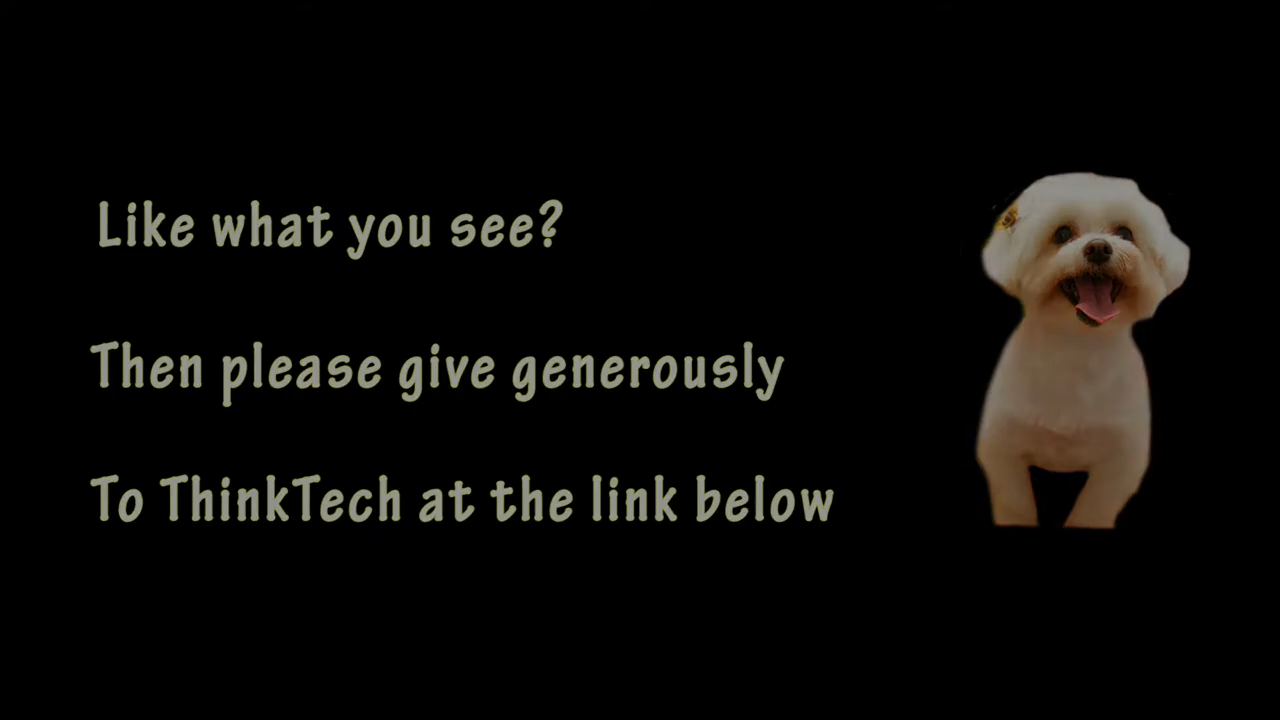 Like what you see?
Then please give generously
To ThinkTech at the link below